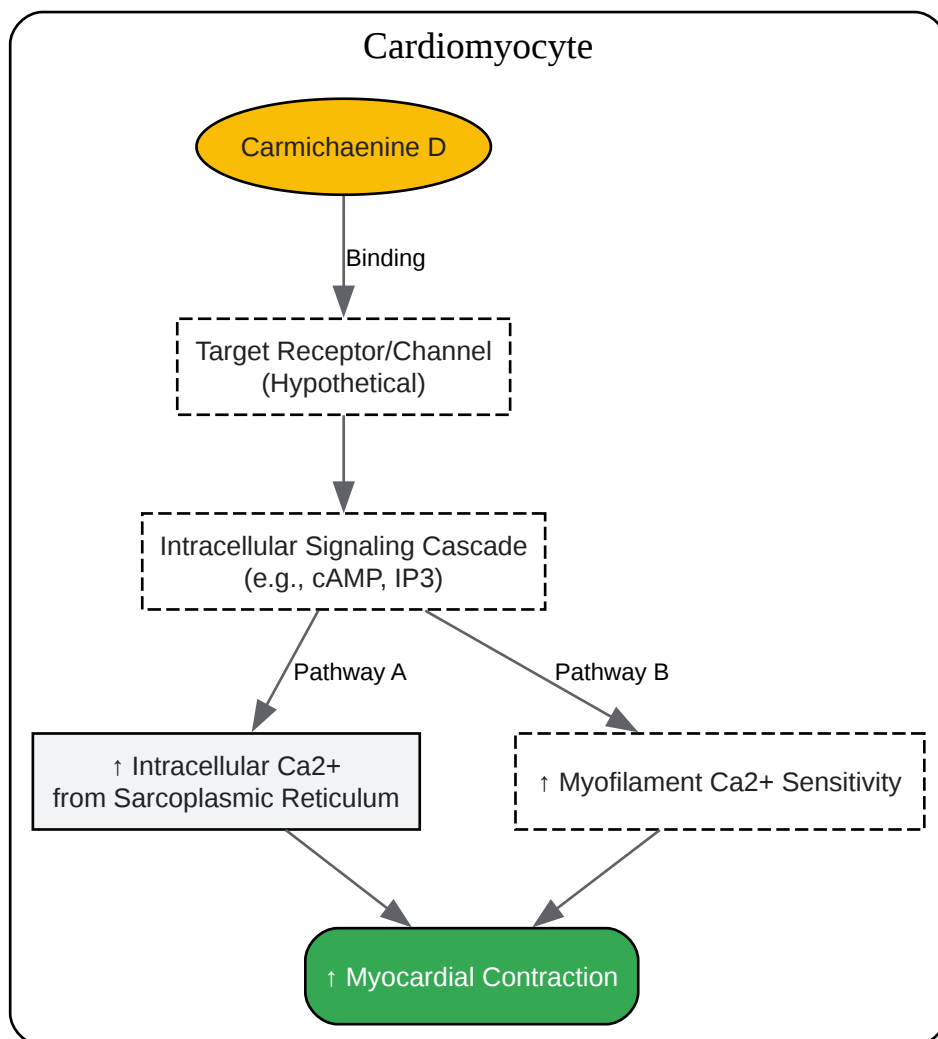 Cardiomyocyte
Carmichaenine D
Binding
Target Receptor/Channel
(Hypothetical)
Intracellular Signaling Cascade
(e.g., cAMP, IP3)
Pathway A
Pathway B
↑ Intracellular Ca2+
from Sarcoplasmic Reticulum
↑ Myofilament Ca2+ Sensitivity
↑ Myocardial Contraction